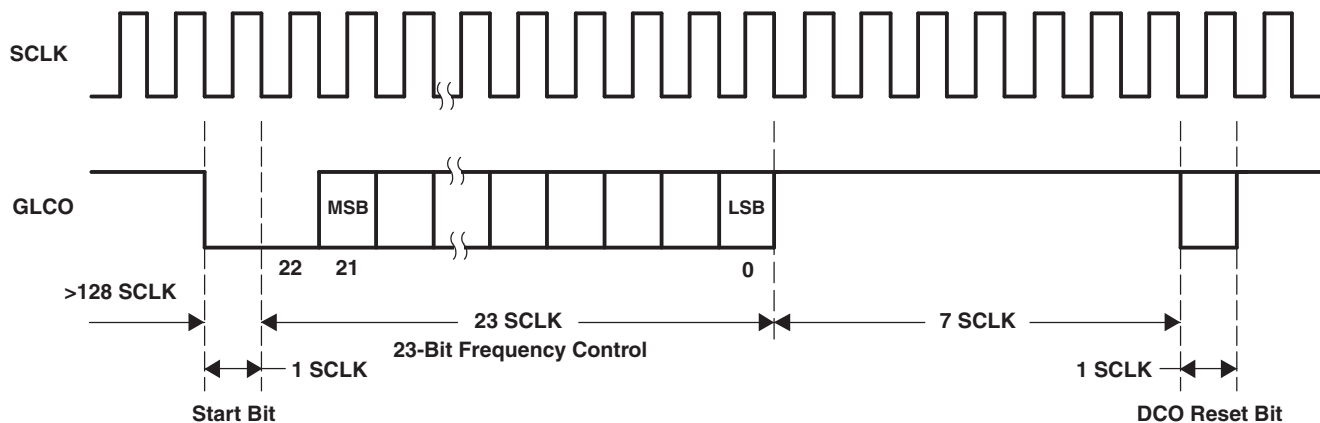 SCLK
GLCO
MSB
LSB
22
21
0
>128 SCLK
23 SCLK
7 SCLK
23-Bit Frequency Control
1 SCLK
1 SCLK
Start Bit
DCO Reset Bit